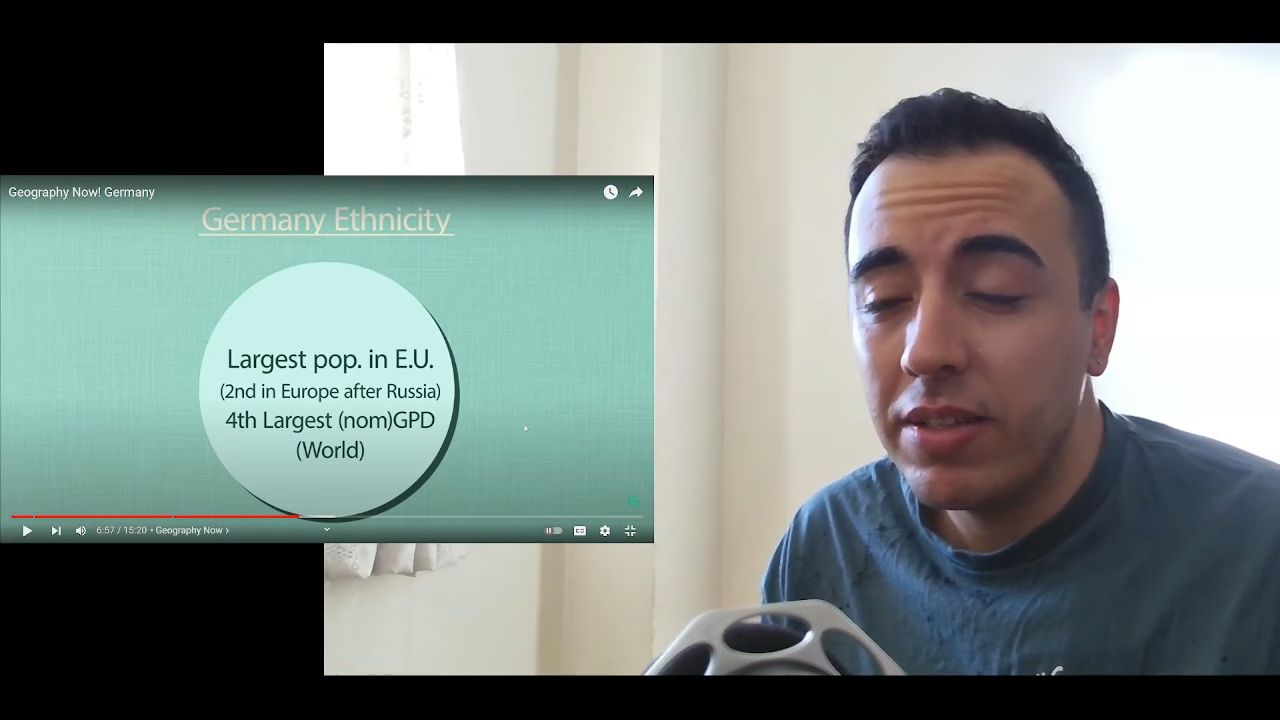 Geography Now! Germany
Germany Ethnicity
Largest pop. in E.U.
(2nd in Europe after Russia)
4th Largest (nom)GPD
(World)
6:57 / 15:20 • Geography Now ›
CC